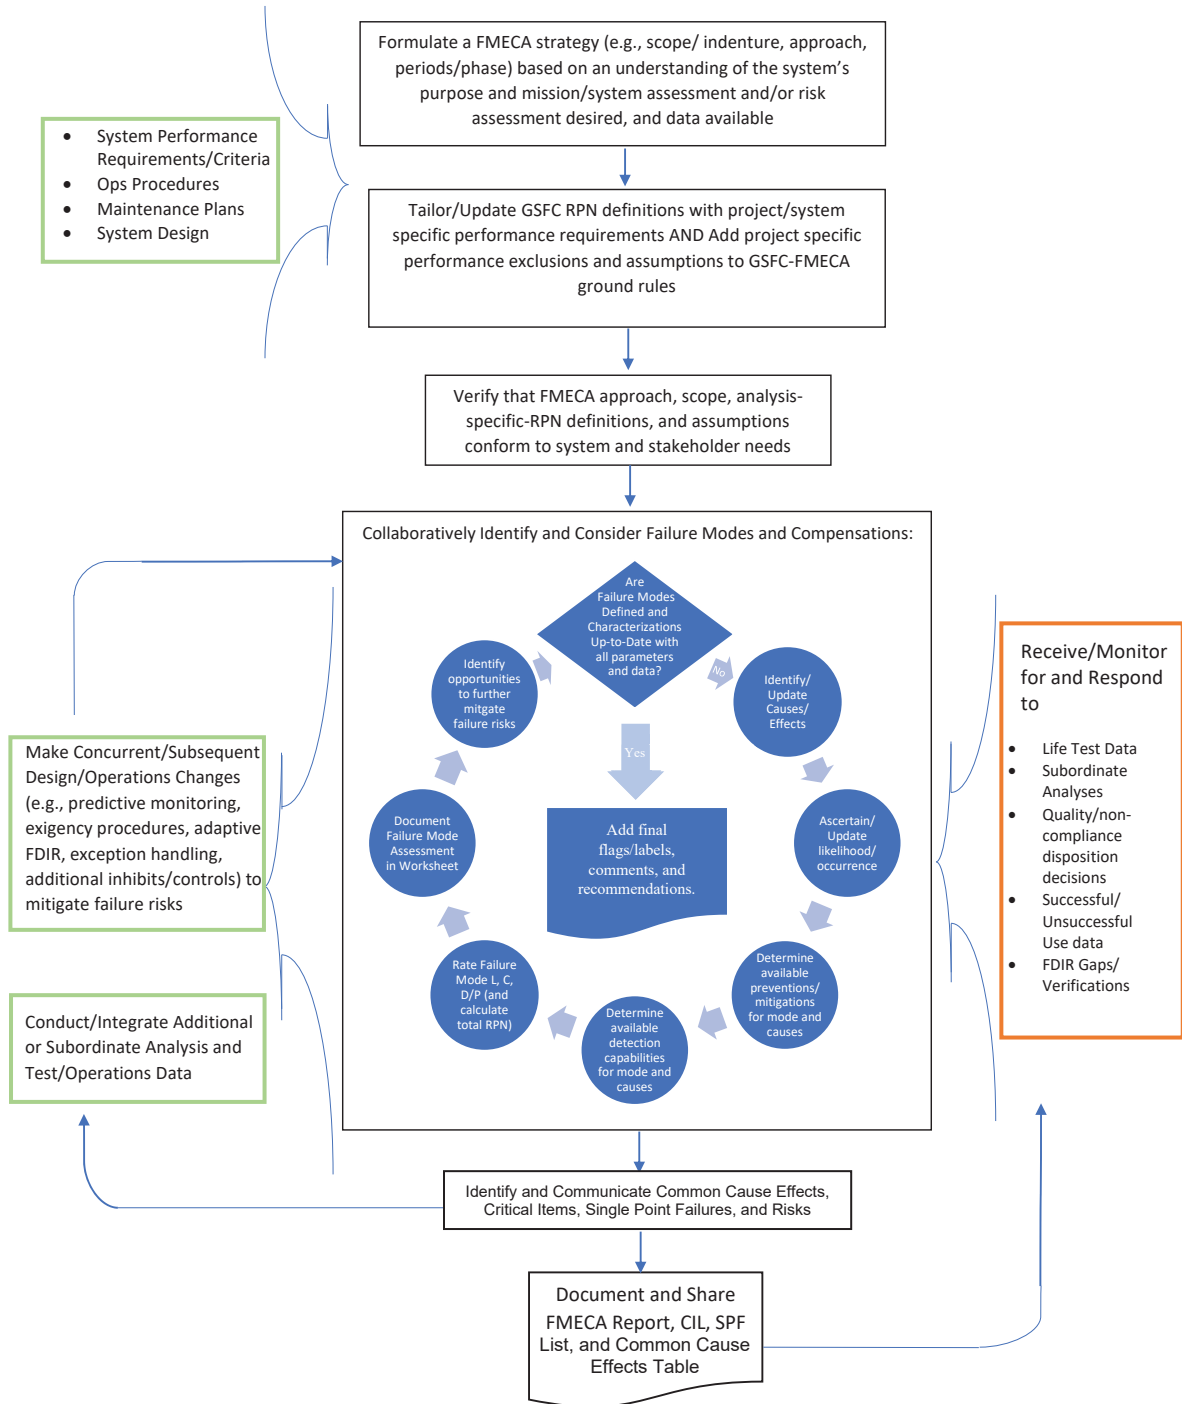 Formulate a FMECA strategy (e.g., scope/ indenture, approach,
periods/phase) based on an understanding of the system's
purpose and mission/system assessment and/or risk
assessment desired, and data available
• System Performance
Requirements/Criteria
• Ops Procedures
• Maintenance Plans
• System Design
Tailor/Update GSFC RPN definitions with project/system
specific performance requirements AND Add project specific
performance exclusions and assumptions to GSFC-FMECA
ground rules
Verify that FMECA approach, scope, analysis-
specific-RPN definitions, and assumptions
conform to system and stakeholder needs
Collaboratively Identify and Consider Failure Modes and Compensations:
Are
Failure Modes
Defined and
Characterizations
Up-to-Date with
all parameters
and data?
No
Identify/
Update
Causes/
Effects
Ascertain/
Update
likelihood/
occurrence
Determine
available
preventions/
mitigations
for mode and
causes
Determine
available
detection
capabilities
for mode and
causes
Rate Failure
Mode L, C,
D/P (and
calculate
total RPN)
Document
Failure Mode
Assessment
in Worksheet
Identify
opportunities
to further
mitgate
failure risks
Yes
Add final
flags/labels,
comments, and
recommendations.
Make Concurrent/Subsequent
Design/Operations Changes
(e.g., predictive monitoring,
exigency procedures, adaptive
FDIR, exception handling,
additional inhibits/controls) to
mitigate failure risks
Conduct/Integrate Additional
or Subordinate Analysis and
Test/Operations Data
Receive/Monitor
for and Respond
to
• Life Test Data
• Subordinate
Analyses
• Quality/non-
compliance
disposition
decisions
• Successful/
Unsuccessful
Use data
• FDIR Gaps/
Verifications
Identify and Communicate Common Cause Effects,
Critical Items, Single Point Failures, and Risks
Document and Share
FMECA Report, CIL, SPF
List, and Common Cause
Effects Table